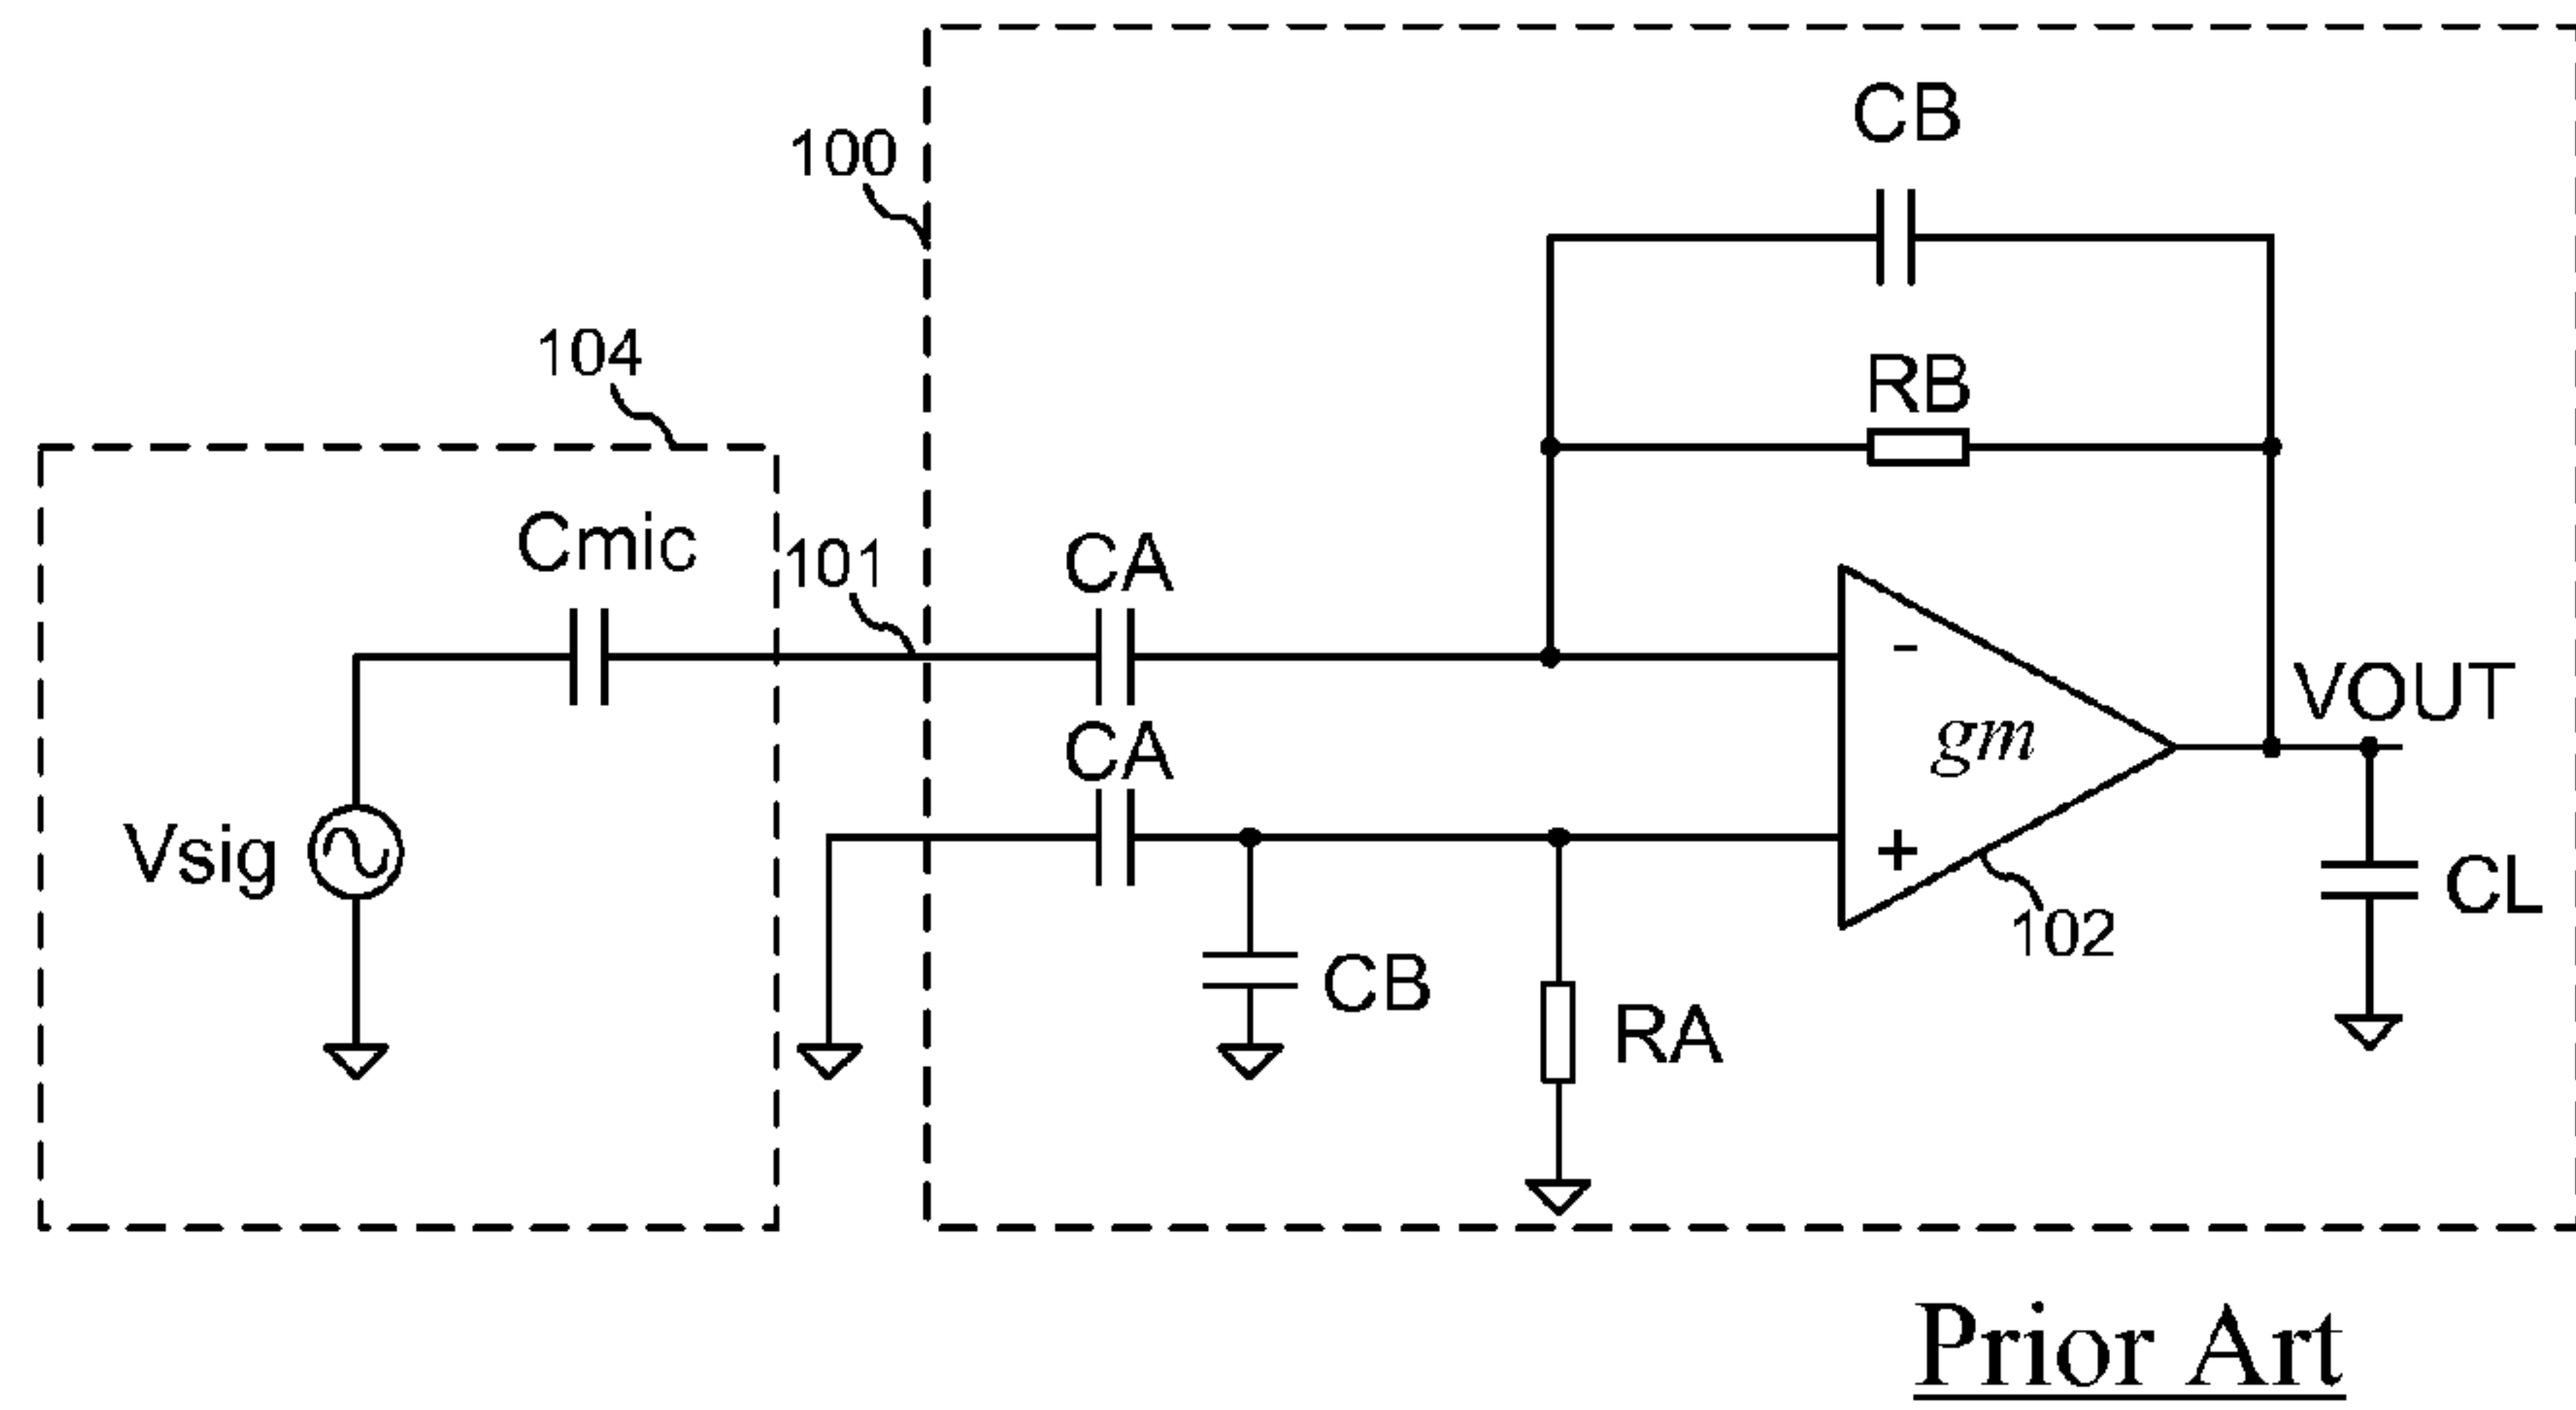 CB
100
RB
104
Cmic
101
CA
-
VOUT
gm
CA
Vsig
+
CL
102
CB
RA
Prior Art